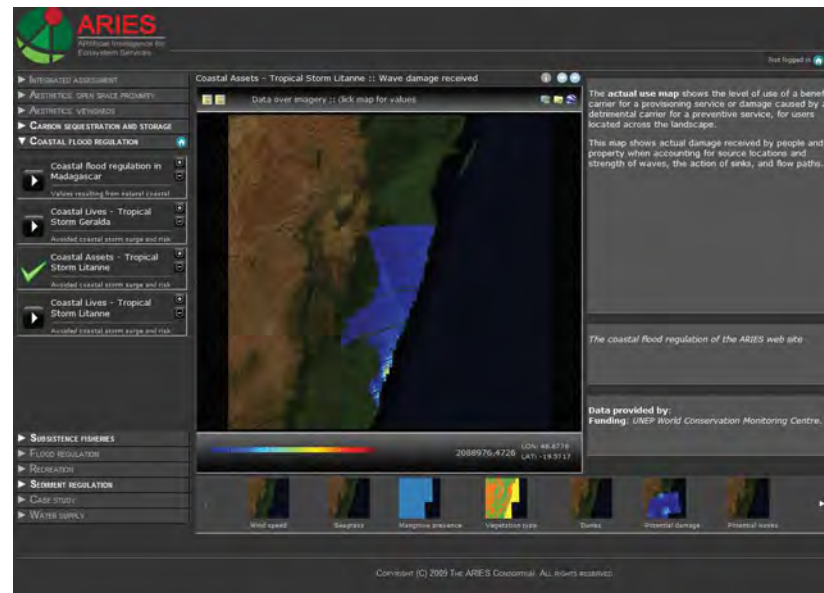 ARIES
ARtificial Intelligence for
Ecosystem Services
Not logged in
INTEGRATED ASSESSMENT
AESTHETICS: OPEN SPACE PROXIMITY
AESTHETICS: VIEWSHEDS
CARBON SEQUESTRATION AND STORAGE
COASTAL FLOOD REGULATION
Coastal flood regulation in
Madagascar
Values resulting from natural coastal
Coastal Lives - Tropical
Storm Geralda
Avoided coastal storm surge and risk
Coastal Assets - Tropical
Storm Litanne
Avoided coastal storm surge and risk
Coastal Lives - Tropical
Storm Litanne
Avoided coastal storm surge and risk
SUBSISTENCE FISHERIES
FLOOD REGULATION
RECREATION
SEDIMENT REGULATION
CASE STUDY
WATER SUPPLY
Coastal Assets - Tropical Storm Litanne :: Wave damage received
Data over imagery :: click map for values
2088976,4726
LAT: -19.5717
Wind speed
Seagrass
Mangrove presence
Vegetation type
Dunes
Potential damage
Potential waves
The actual use map shows the level of use of a benef
carrier for a provisioning service or damage caused by a
detrimental carrier for a preventive service, for users
located across the landscape.
This map shows actual damage received by people and
property when accounting for source locations and
strength of waves, the action of sinks, and flow paths.
The coastal flood regulation of the ARIES web site
Data provided by:
Funding: UNEP World Conservation Monitoring Centre.
COPYRIGHT (C) 2009 THE ARIES CONSORTIUM. ALL RIGHTS RESERVED.